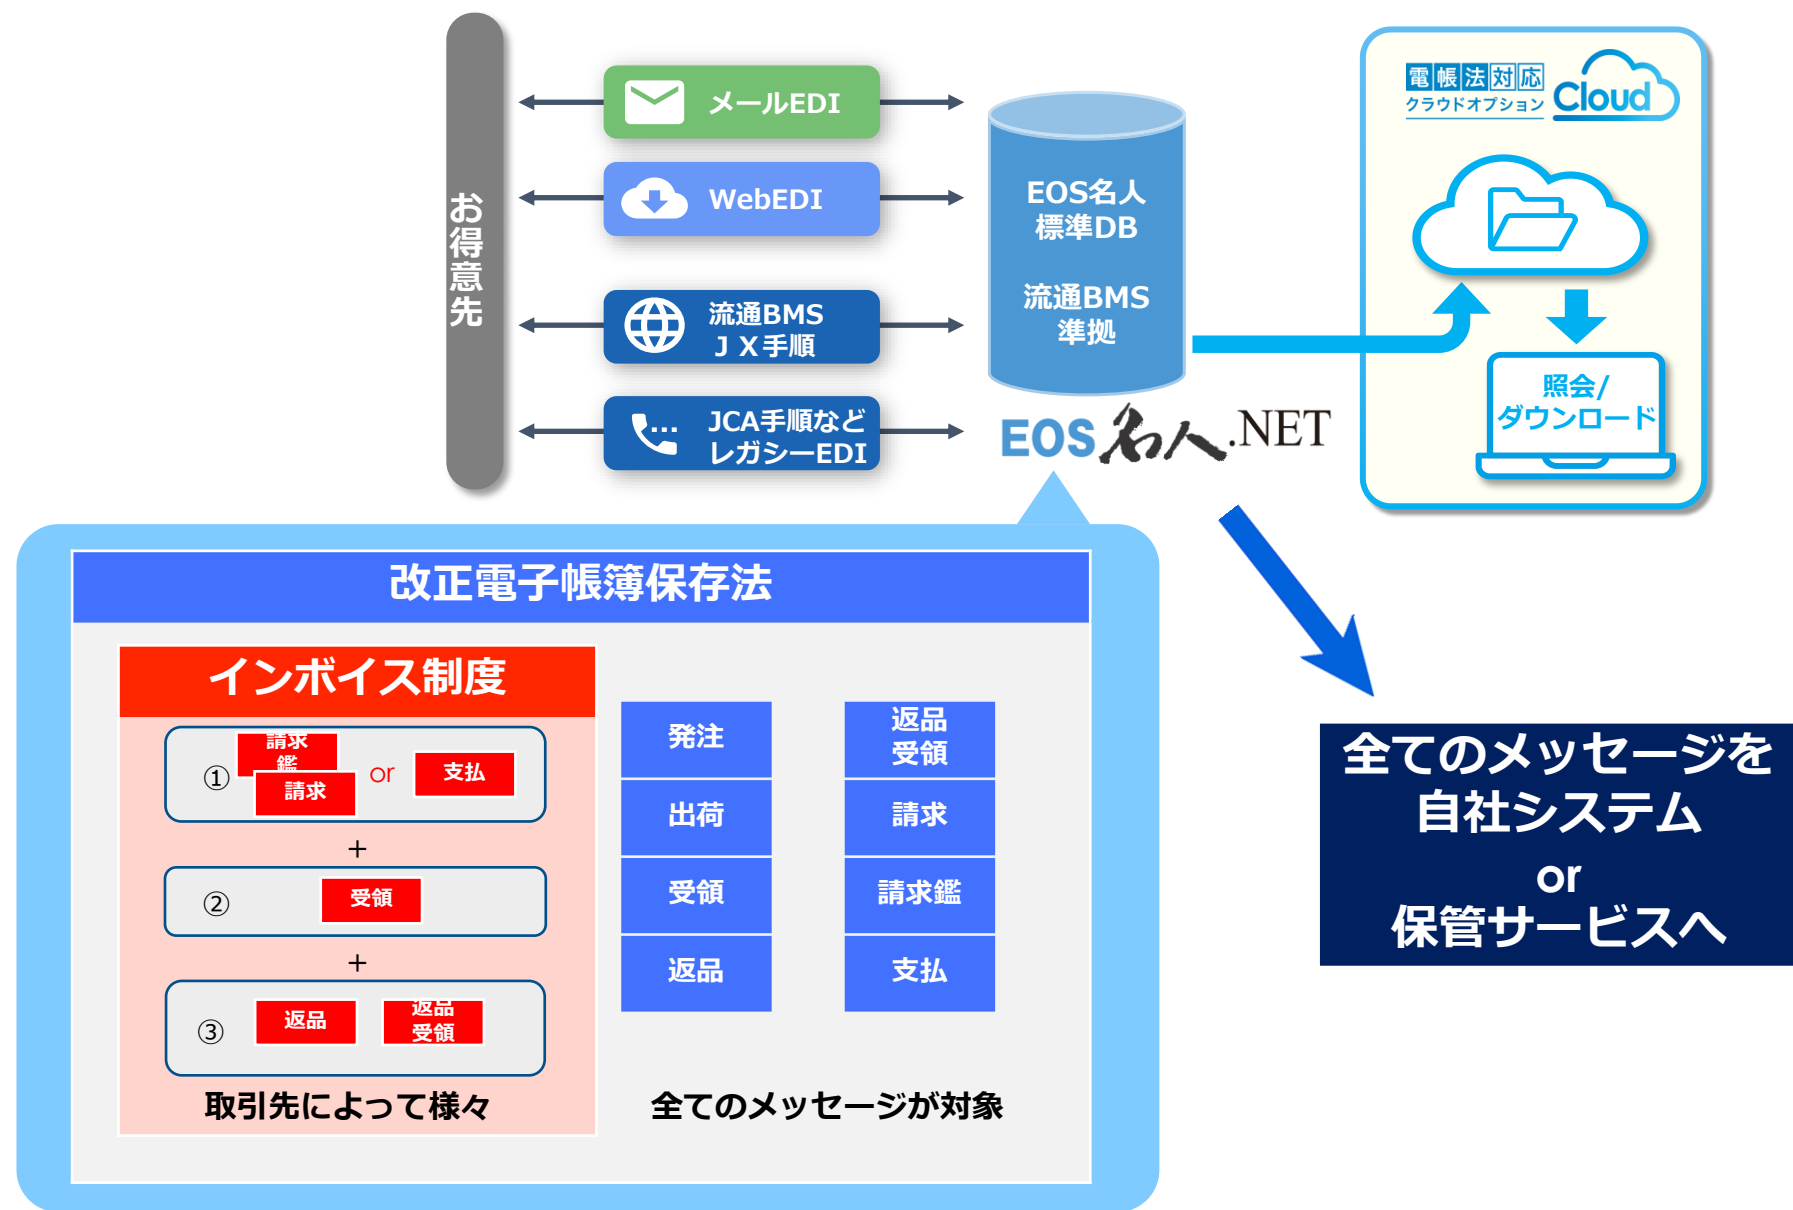 お得意先
メールEDI
WebEDI
流通BMS
ＪＸ手順
JCA手順など
レガシーEDI
EOS名人
標準DB
流通BMS
準拠
EOS名人.NET
電帳法対応
クラウドオプション
Cloud
照会/
ダウンロード
改正電子帳簿保存法
インボイス制度
①
請求
鑑
請求
or
支払
+
②
受領
+
③
返品
返品
受領
取引先によって様々
発注
出荷
受領
返品
返品
受領
請求
請求鑑
支払
全てのメッセージが対象
全てのメッセージを
自社システム
or
保管サービスへ